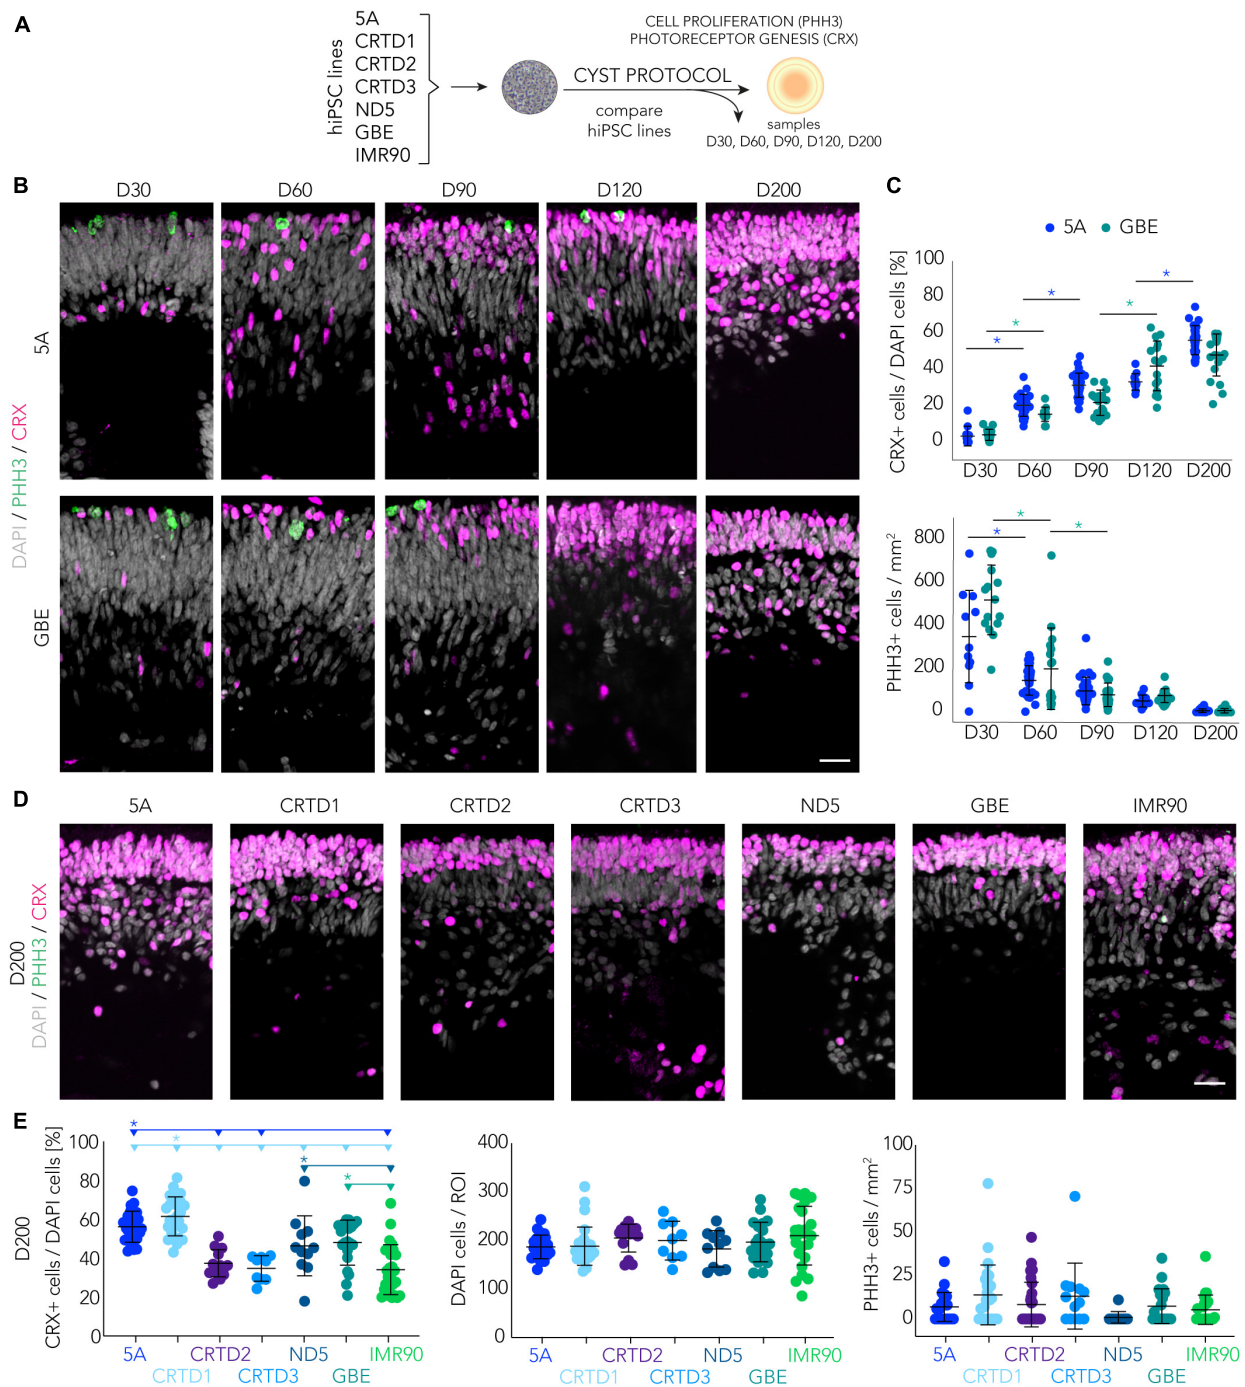 A
hiPSC lines
5A
CRTD1
CRTD2
CRTD3
ND5
GBE
IMR90
CYST PROTOCOL
compare
hiPSC lines
CELL PROLIFERATION (PHH3)
PHOTORECEPTOR GENESIS (CRX)
samples
D30, D60, D90, D120, D200
B
D30 D60 D90 D120 D200
DAPI / PHH3 / CRX
5A
GBE
C
5A GBE
CRX+ cells / DAPI cells [%]
100
80
60
40
20
0
* * * * *
D30 D60 D90 D120 D200
PHH3+ cells / mm²
800
600
400
200
0
* * *
D30 D60 D90 D120 D200
D
5A CRTD1 CRTD2 CRTD3 ND5 GBE IMR90
D200
DAPI / PHH3 / CRX
E
D200
CRX+ cells / DAPI cells [%]
100
80
60
40
20
0
* * * *
5A CRTD2 ND5 IMR90
CRTD1 CRTD3 GBE
DAPI cells / ROI
400
300
200
100
0
5A CRTD2 ND5 IMR90
CRTD1 CRTD3 GBE
PHH3+ cells / mm²
100
75
50
25
0
5A CRTD2 ND5 IMR90
CRTD1 CRTD3 GBE